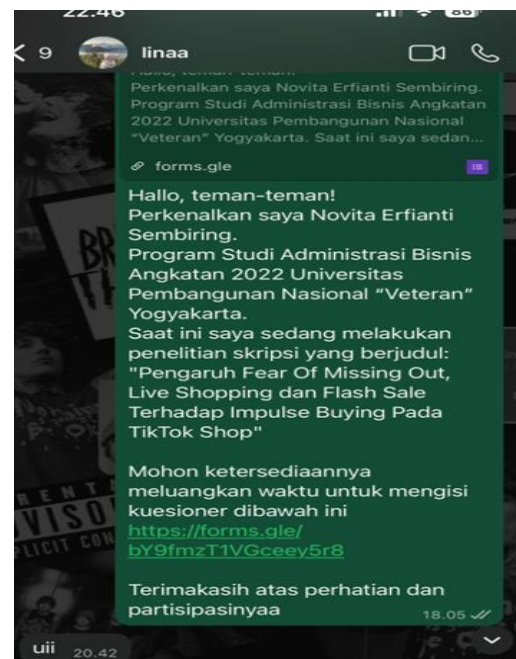 22.46
86
9
linaa
Hallo, teman-teman!
Perkenalkan saya Novita Erfianti Sembiring.
Program Studi Administrasi Bisnis Angkatan
2022 Universitas Pembangunan Nasional
"Veteran" Yogyakarta. Saat ini saya sedan...
forms.gle
Hallo, teman-teman!
Perkenalkan saya Novita Erfianti
Sembiring.
Program Studi Administrasi Bisnis
Angkatan 2022 Universitas
Pembangunan Nasional “Veteran”
Yogyakarta.
Saat ini saya sedang melakukan
penelitian skripsi yang berjudul:
"Pengaruh Fear Of Missing Out,
Live Shopping dan Flash Sale
Terhadap Impulse Buying Pada
TikTok Shop"
Mohon ketersediaannya
meluangkan waktu untuk mengisi
kuesioner dibawah ini
https://forms.gle/
bY9fmzT1VGceey5r8
Terimakasih atas perhatian dan
partisipasinyaa
18.05
uii 20.42